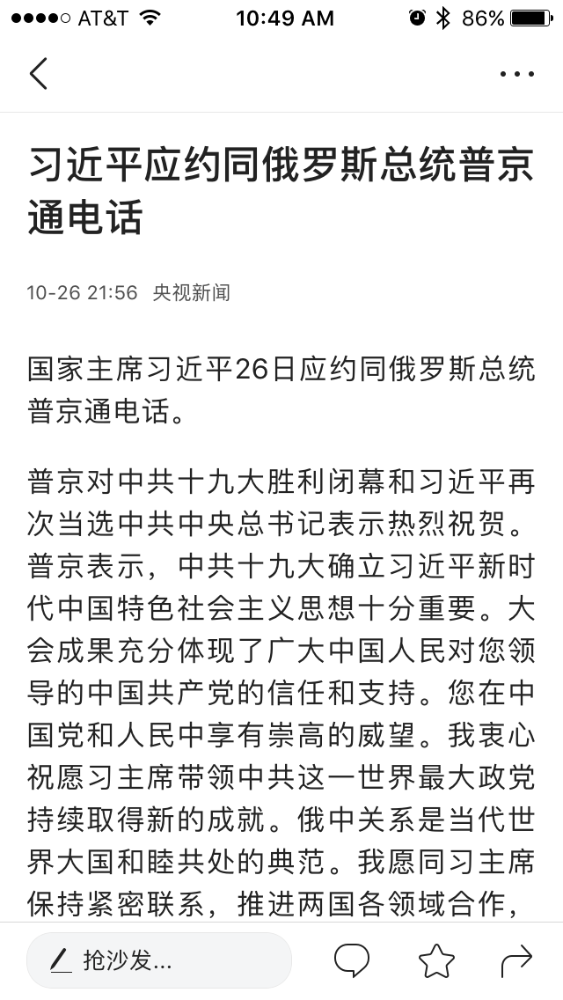 AT&T 10:49 AM 86%
习近平应约同俄罗斯总统普京
通电话
10-26 21:56 央视新闻
国家主席习近平26日应约同俄罗斯总统
普京通电话。
普京对中共十九大胜利闭幕和习近平再
次当选中共中央总书记表示热烈祝贺。
普京表示，中共十九大确立习近平新时
代中国特色社会主义思想十分重要。大
会成果充分体现了广大中国人民对您领
导的中国共产党的信任和支持。您在中
国党和人民中享有崇高的威望。我衷心
祝愿习主席带领中共这一世界最大政党
持续取得新的成就。俄中关系是当代世
界大国和睦共处的典范。我愿同习主席
保持紧密联系，推进两国各领域合作，
抢沙发...